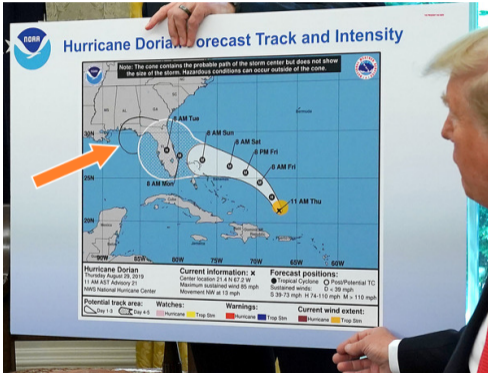 NOAA
Hurricane Dorian Forecast Track and Intensity
Note: The cone contains the probable path of the storm center but does not show
the size of the storm. Hazardous conditions can occur outside of the cone.
8 AM Tue
8 AM Sun
8 AM Sat
8 PM Fri
8 AM Fri
11 AM Thu
8 AM Mon
30N
25N
20N
90W 85W 80W 75W 70W 65W 60W
Hurricane Dorian
Thursday August 29, 2019
11 AM AST Advisory 21
NWS National Hurricane Center
Current information: ×
Center location 21.4 N 67.2 W
Maximum sustained wind 85 mph
Movement NW at 13 mph
Forecast positions:
Tropical Cyclone Post/Potential TC
Sustained winds: D < 39 mph
S 39-73 mph H 74-110 mph M > 110 mph
Potential track area:
Day 1-3 Day 4-5
Watches:
Hurricane Trop Stm
Warnings:
Hurricane Trop Stm
Current wind extent:
Hurricane Trop Stm